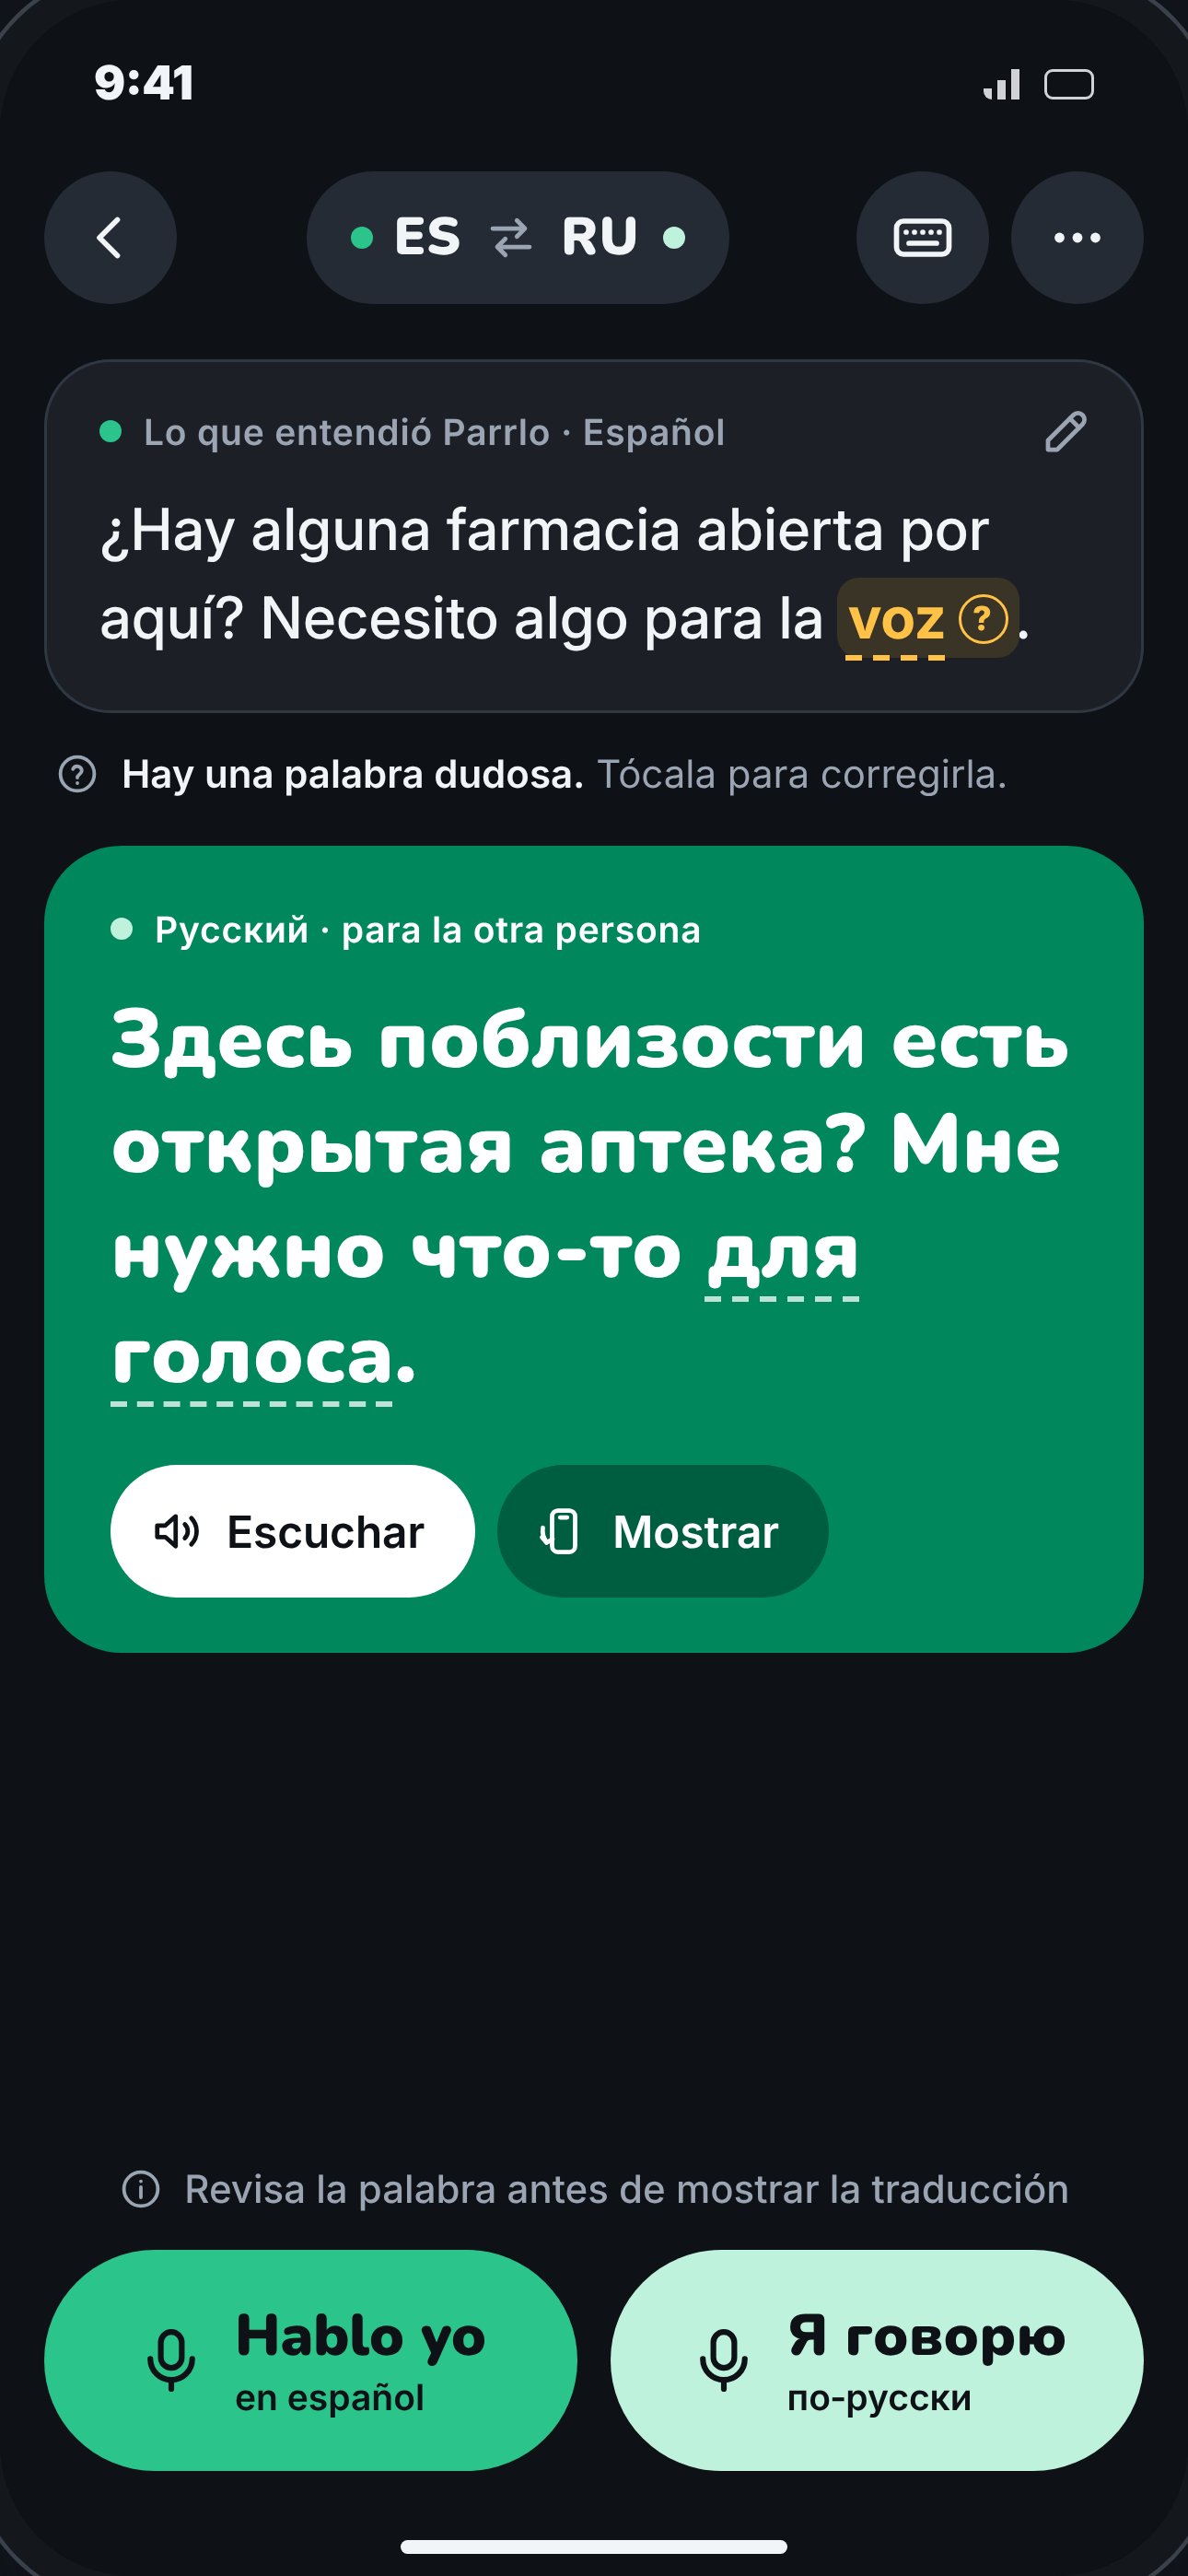 9:41
ES RU
Lo que entendió Parrlo · Español
¿Hay alguna farmacia abierta por
aquí? Necesito algo para la voz ?.
? Hay una palabra dudosa. Tócala para corregirla.
Русский · para la otra persona
Здесь поблизости есть
открытая аптека? Мне
нужно что-то для
голоса.
Escuchar Mostrar
i Revisa la palabra antes de mostrar la traducción
Hablo yo
en español
Я говорю
по-русски